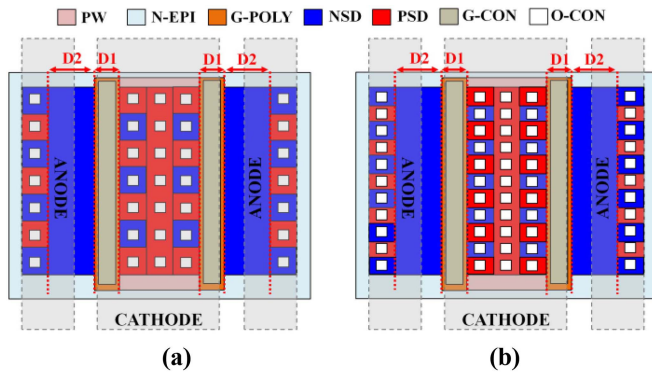 PW N-EPI G-POLY NSD PSD G-CON O-CON
D2 D1 D1 D2 D2 D1 D1 D2
ANODE ANODE ANODE ANODE
CATHODE CATHODE
(a) (b)